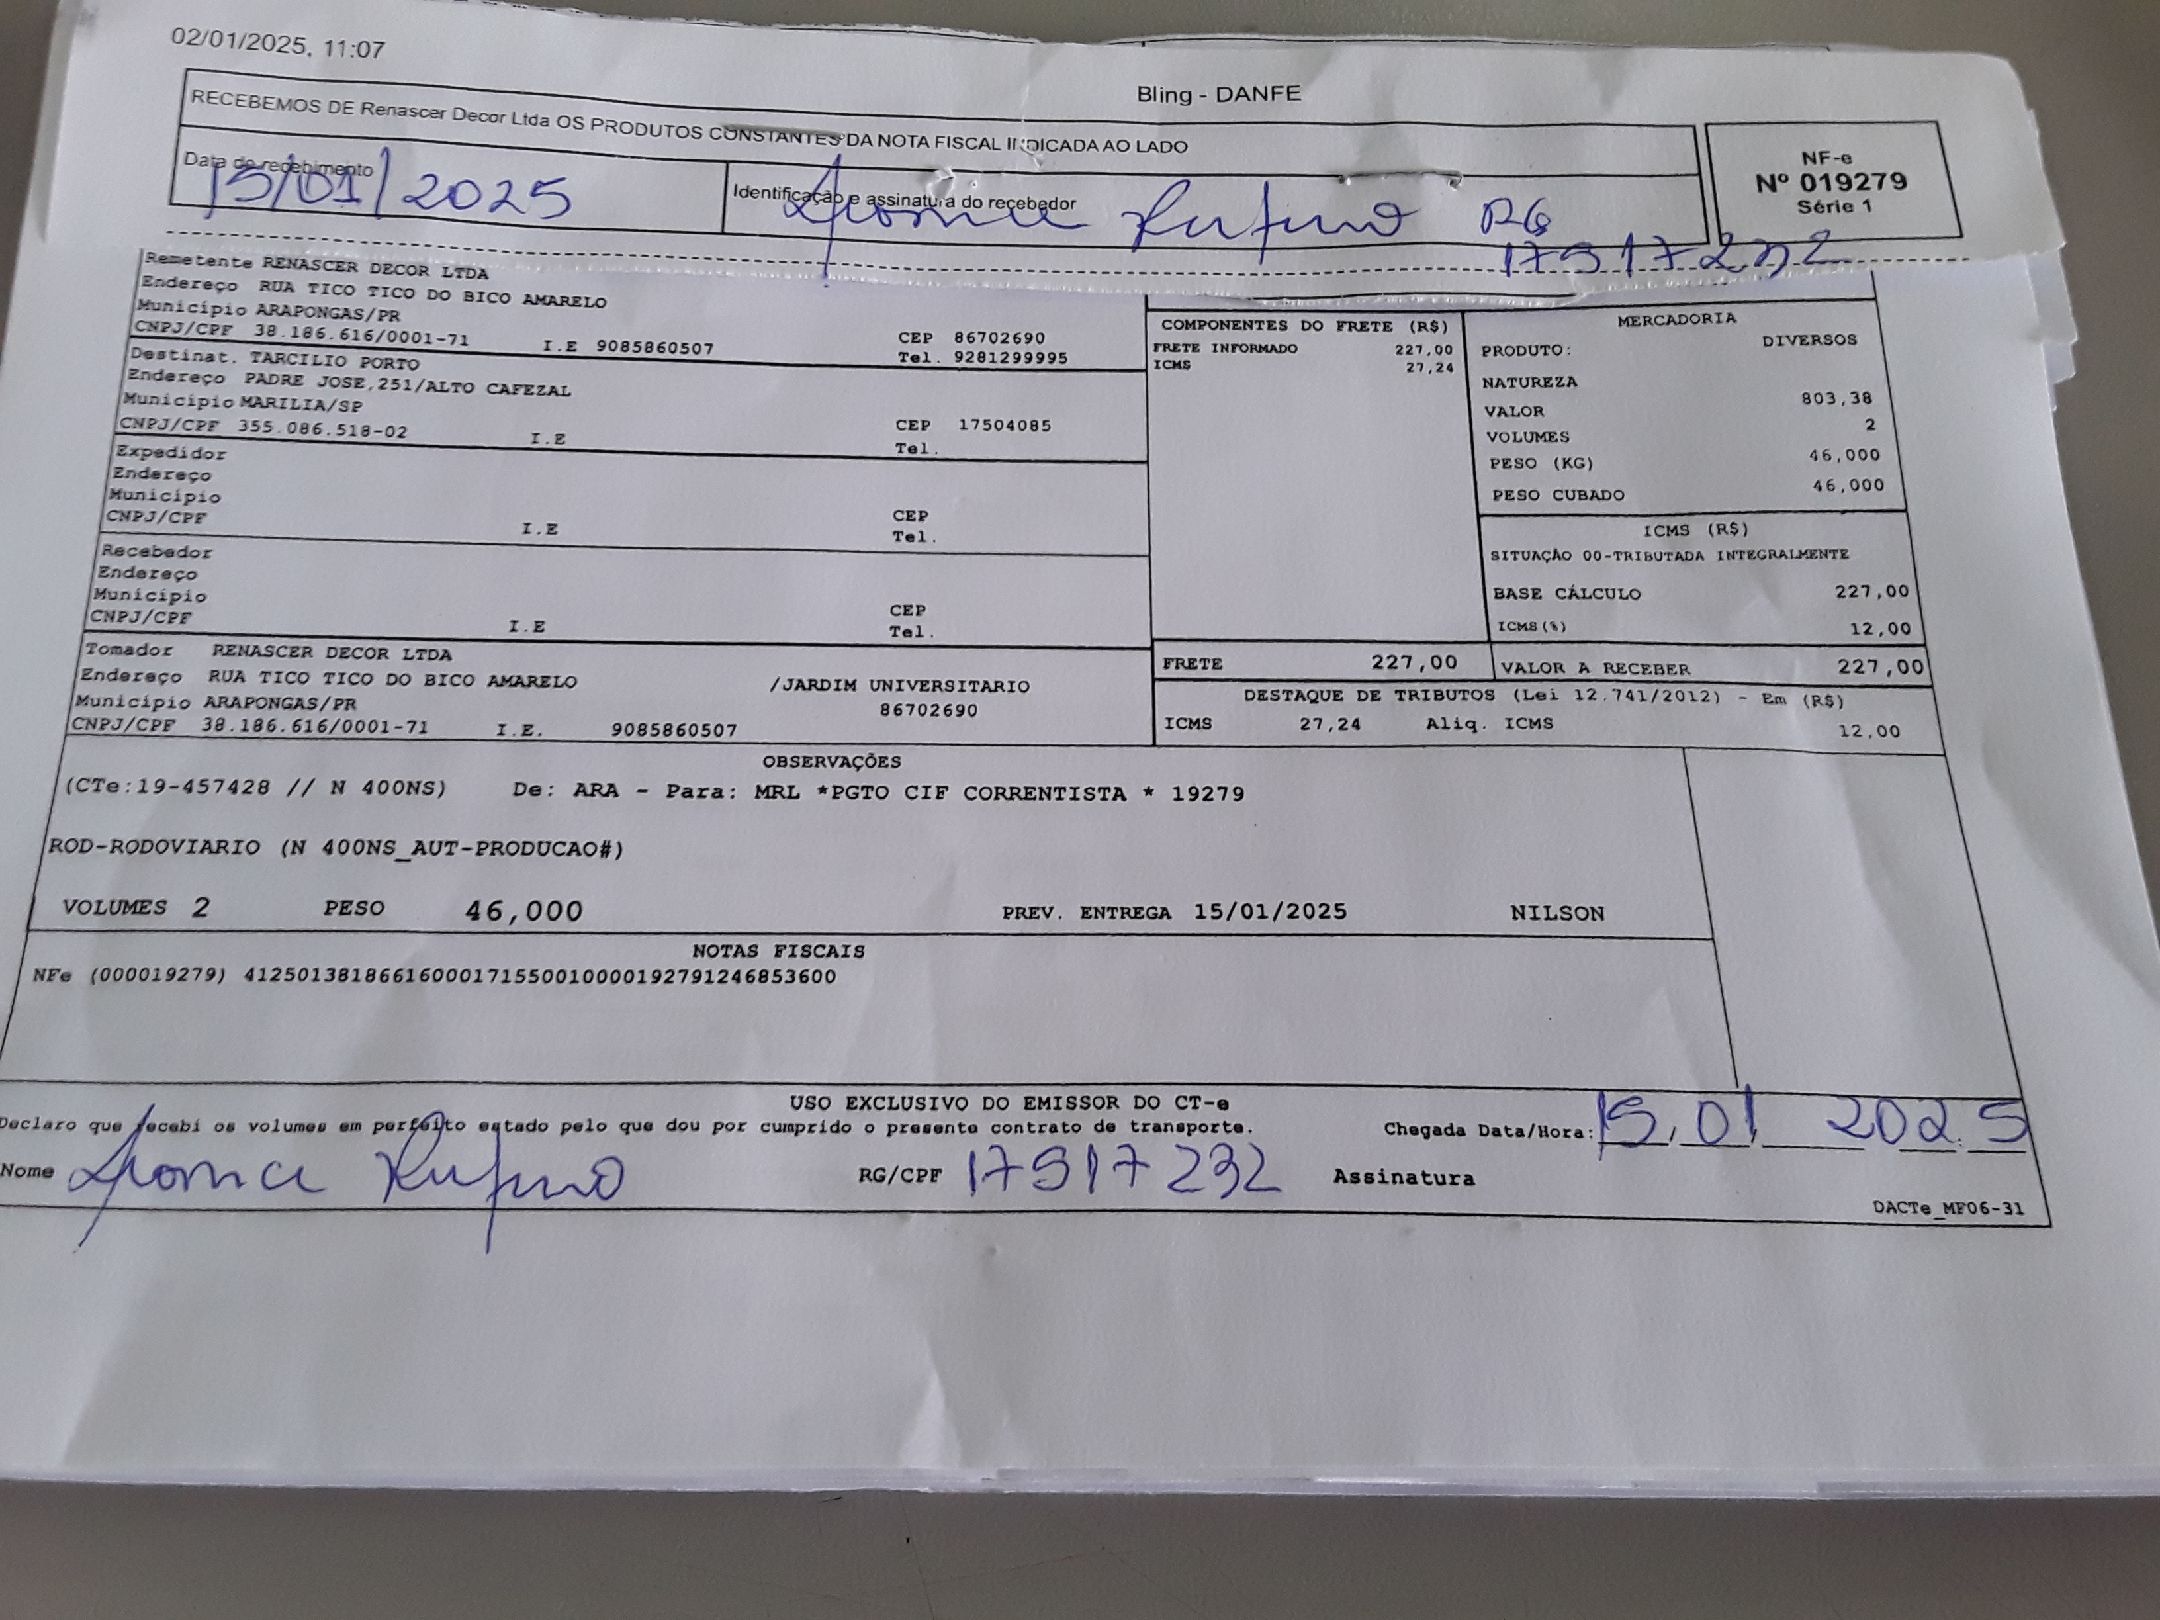 02/01/2025, 11:07
Bling - DANFE
RECEBEMOS DE Renascer Decor Ltda OS PRODUTOS CONSTANTES DA NOTA FISCAL INDICADA AO LADO
Data do recebimento
15/01/2025
Identificação e assinatura do recebedor
Rufino RG
17917232
NF-e
Nº 019279
Série 1
Remetente RENASCER DECOR LTDA
Endereço RUA TICO TICO DO BICO AMARELO
Município ARAPONGAS/PR CEP 86702690
CNPJ/CPF 38.186.616/0001-71 I.E 9085860507 Tel. 9281299995
Destinat. TARCILIO PORTO
Endereço PADRE JOSE,251/ALTO CAFEZAL
Município MARILIA/SP CEP 17504085
CNPJ/CPF 355.086.518-02 I.E Tel.
Expedidor
Endereço
Município CEP
CNPJ/CPF I.E Tel.
Recebedor
Endereço
Município CEP
CNPJ/CPF I.E Tel.
Tomador RENASCER DECOR LTDA
Endereço RUA TICO TICO DO BICO AMARELO /JARDIM UNIVERSITARIO
Município ARAPONGAS/PR 86702690
CNPJ/CPF 38.186.616/0001-71 I.E. 9085860507
COMPONENTES DO FRETE (R$)
FRETE INFORMADO 227,00
ICMS 27,24
MERCADORIA
PRODUTO: DIVERSOS
NATUREZA
VALOR 803,38
VOLUMES 2
PESO (KG) 46,000
PESO CUBADO 46,000
ICMS (R$)
SITUAÇÃO 00-TRIBUTADA INTEGRALMENTE
BASE CÁLCULO 227,00
ICMS(%) 12,00
FRETE 227,00 VALOR A RECEBER 227,00
DESTAQUE DE TRIBUTOS (Lei 12.741/2012) - Em (R$)
ICMS 27,24 Aliq. ICMS 12,00
OBSERVAÇÕES
(CTe:19-457428 // N 400NS) De: ARA - Para: MRL *PGTO CIF CORRENTISTA * 19279
ROD-RODOVIARIO (N 400NS_AUT-PRODUCAO#)
VOLUMES 2 PESO 46,000 PREV. ENTREGA 15/01/2025 NILSON
NOTAS FISCAIS
NFe (000019279) 41250138186616000171550010000192791246853600
USO EXCLUSIVO DO EMISSOR DO CT-e
Declaro que recebi os volumes em perfeito estado pelo que dou por cumprido o presente contrato de transporte. Chegada Data/Hora: 15,01 2025
Nome Rufino RG/CPF 17917232 Assinatura
DACTe_MF06-31